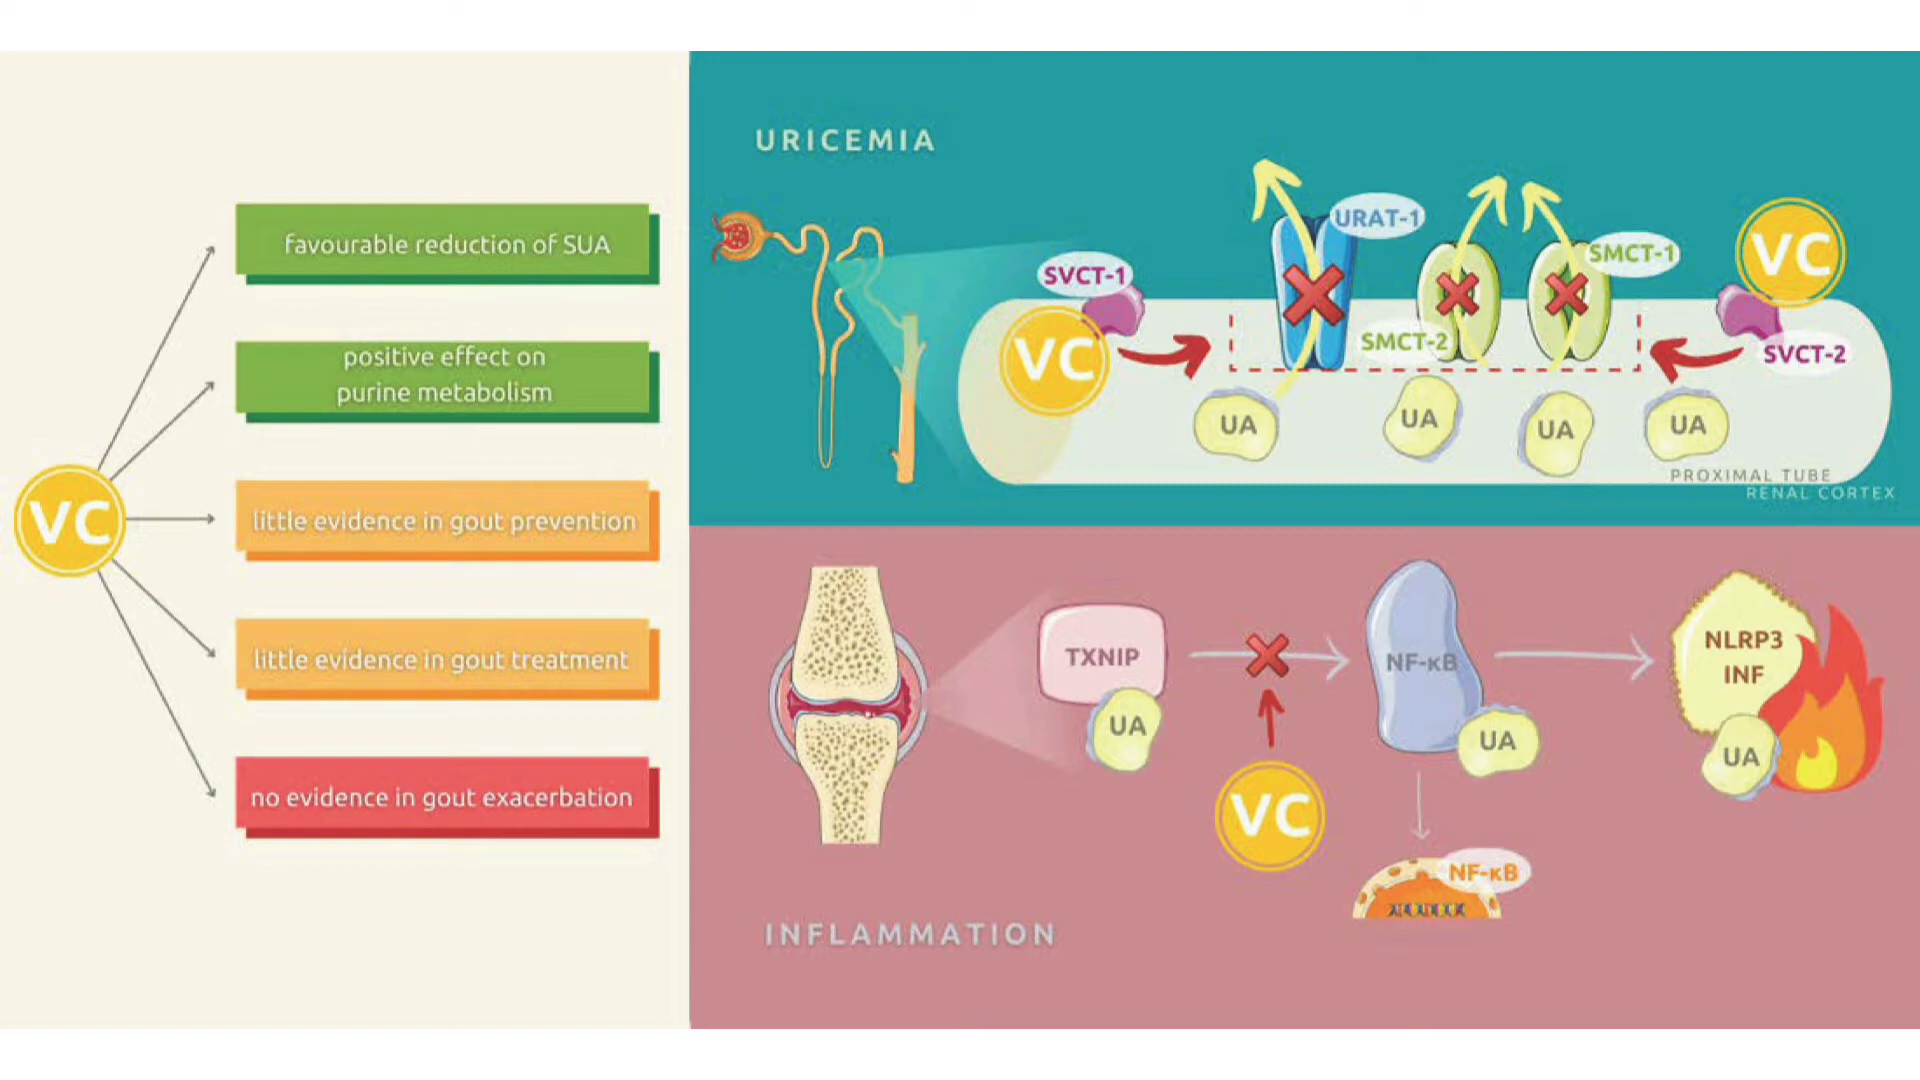 VC
favourable reduction of SUA
positive effect on
purine metabolism
little evidence in gout prevention
little evidence in gout treatment
no evidence in gout exacerbation
URICEMIA
URAT-1
SMCT-1
VC
SVCT-1
VC
SMCT-2
SVCT-2
UA
UA
UA
UA
PROXIMAL TUBE
RENAL CORTEX
TXNIP
UA
NF-κB
UA
NLRP3
INF
UA
VC
NF-κB
INFLAMMATION